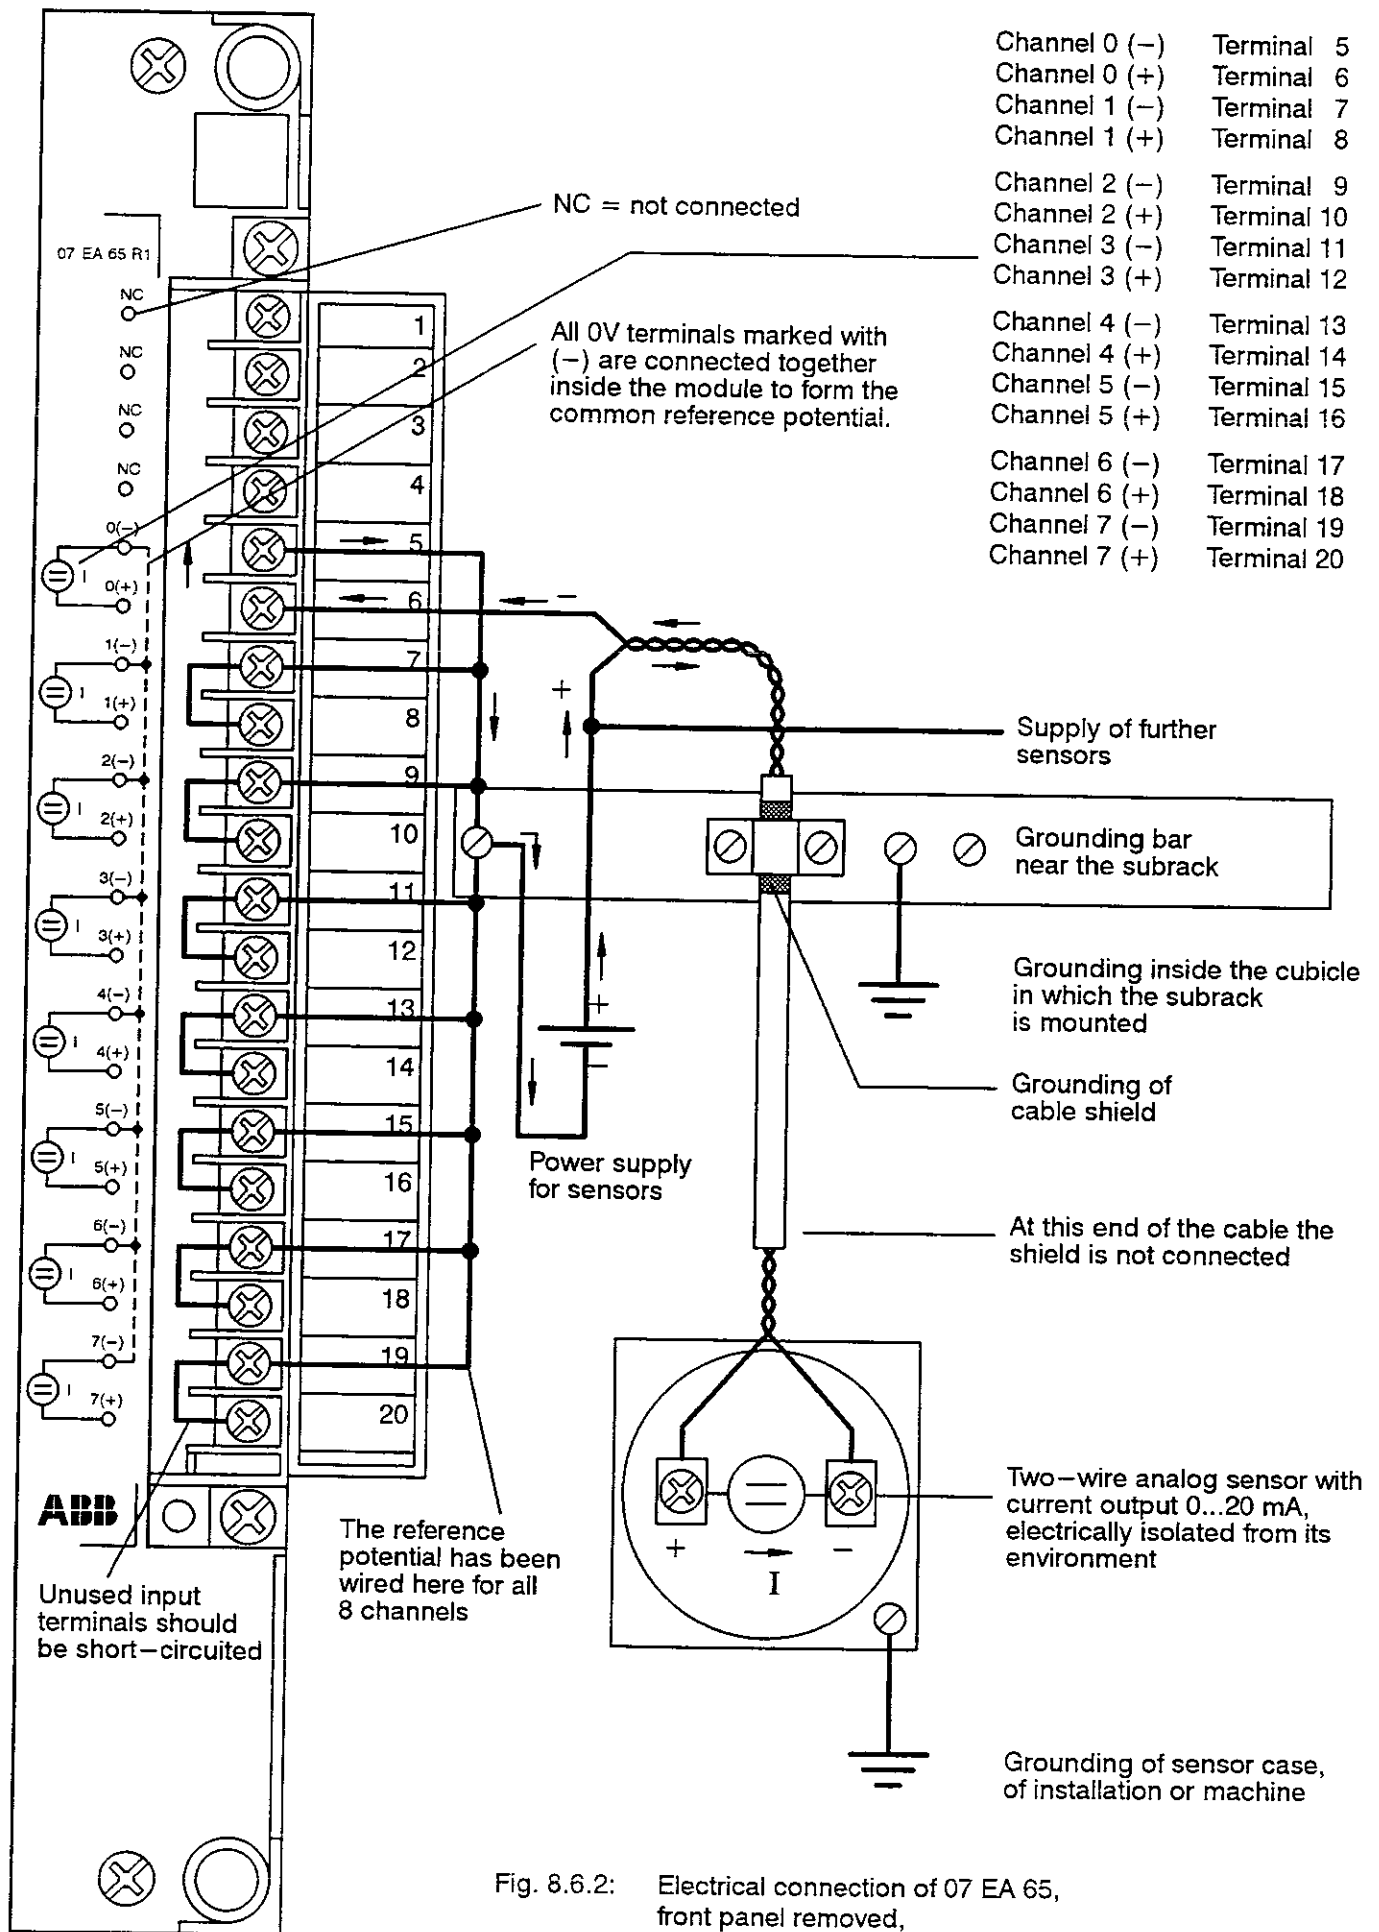 Channel 0 (−) Terminal 5
Channel 0 (+) Terminal 6
Channel 1 (−) Terminal 7
Channel 1 (+) Terminal 8
Channel 2 (−) Terminal 9
Channel 2 (+) Terminal 10
Channel 3 (−) Terminal 11
Channel 3 (+) Terminal 12
Channel 4 (−) Terminal 13
Channel 4 (+) Terminal 14
Channel 5 (−) Terminal 15
Channel 5 (+) Terminal 16
Channel 6 (−) Terminal 17
Channel 6 (+) Terminal 18
Channel 7 (−) Terminal 19
Channel 7 (+) Terminal 20
NC = not connected
All 0V terminals marked with
(−) are connected together
inside the module to form the
common reference potential.
07 EA 65 R1
NC
NC
NC
NC
0(−)
I
0(+)
1(−)
I
1(+)
2(−)
I
2(+)
3(−)
I
3(+)
4(−)
I
4(+)
5(−)
I
5(+)
6(−)
I
6(+)
7(−)
I
7(+)
1
2
3
4
5
6
7
8
9
10
11
12
13
14
15
16
17
18
19
20
−
+
+
−
Supply of further
sensors
Grounding bar
near the subrack
Grounding inside the cubicle
in which the subrack
is mounted
Grounding of
cable shield
Power supply
for sensors
At this end of the cable the
shield is not connected
+
−
I
Two−wire analog sensor with
current output 0...20 mA,
electrically isolated from its
environment
ABB
The reference
potential has been
wired here for all
8 channels
Unused input
terminals should
be short−circuited
Grounding of sensor case,
of installation or machine
Fig. 8.6.2: Electrical connection of 07 EA 65,
front panel removed,